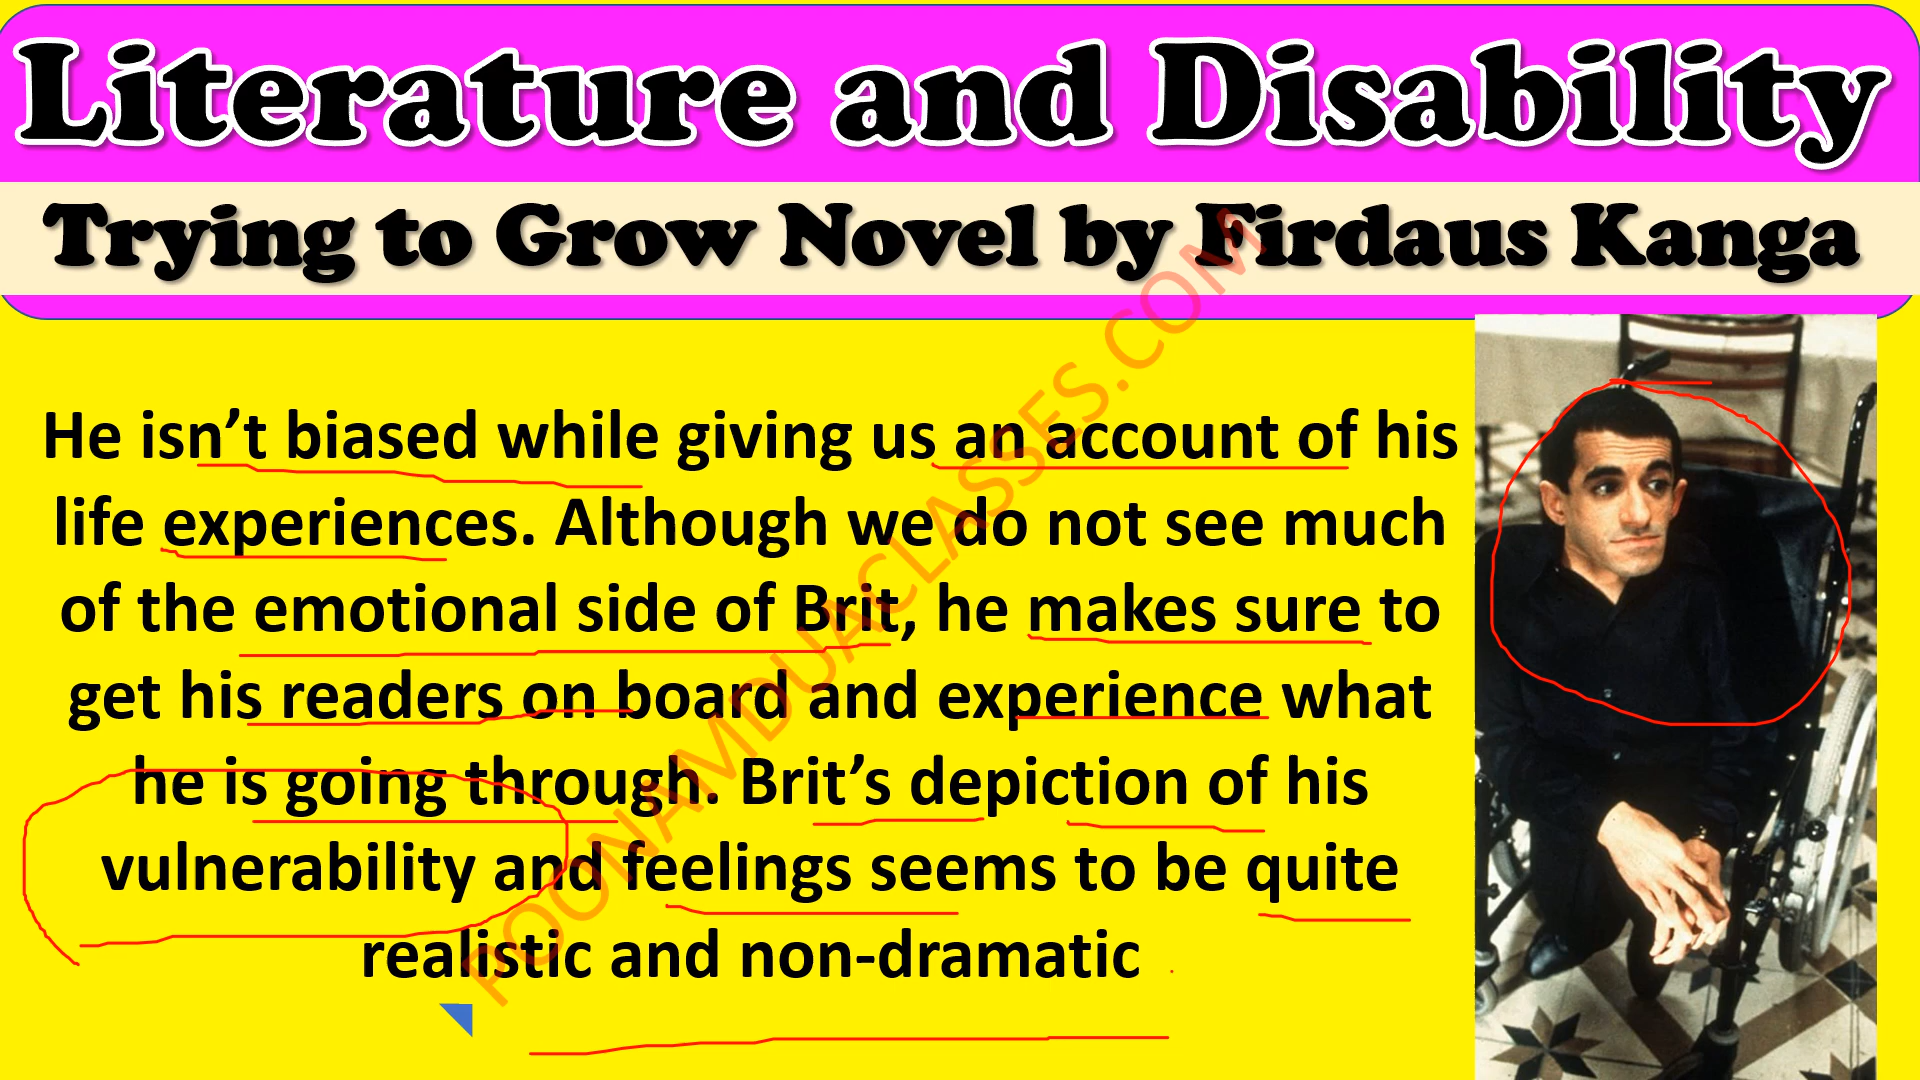 Literature and Disability
Trying to Grow Novel by Firdaus Kanga
He isn’t biased while giving us an account of his
life experiences. Although we do not see much
of the emotional side of Brit, he makes sure to
get his readers on board and experience what
he is going through. Brit’s depiction of his
vulnerability and feelings seems to be quite
realistic and non-dramatic
POONAMDUACLASSES.COM